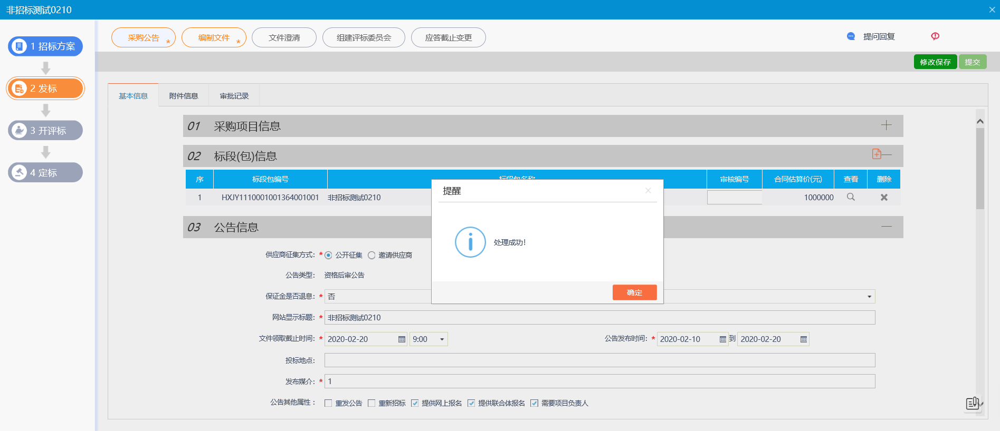 非招标测试0210
1 招标方案
2 发标
3 开评标
4 定标
采购公告 *
编制文件 *
文件澄清
组建评标委员会
应答截止变更
提问回复
修改保存
提交
基本信息
附件信息
审批记录
01 采购项目信息
02 标段(包)信息
序 标段包编号 标段包名称 审核编号 合同估算价(元) 查看 删除
1 HXJY1110001001364001001 非招标测试0210 1000000
03 公告信息
供应商征集方式: * 公开征集 邀请供应商
公告类型: 资格后审公告
保证金是否退息: * 否
网站显示标题: * 非招标测试0210
文件领取截止时间: * 2020-02-20 9:00 公告发布时间: * 2020-02-10 到 2020-02-20
投标地点:
发布媒介: * 1
公告其他属性: 重发公告 重新招标 提供网上报名 提供联合体报名 需要项目负责人
提醒
处理成功!
确定